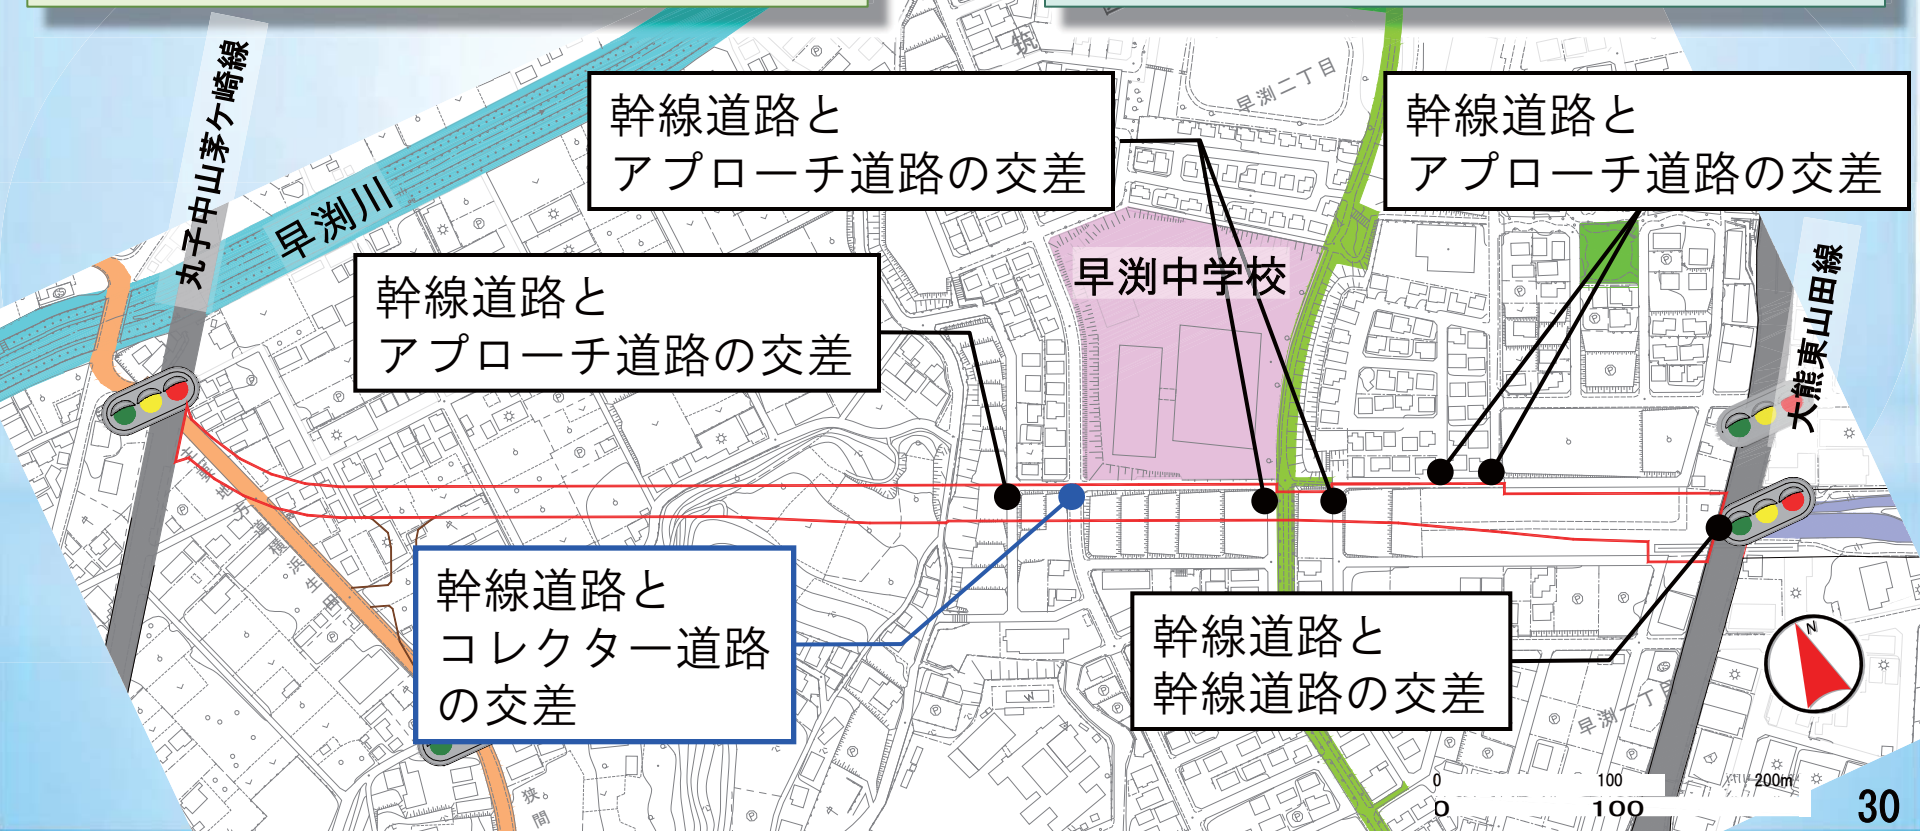 丸子中山茅ケ崎線
早渕川
幹線道路と
アプローチ道路の交差
早渕二丁目
幹線道路と
アプローチ道路の交差
幹線道路と
アプローチ道路の交差
早渕中学校
大熊東山田線
幹線道路と
コレクター道路
の交差
幹線道路と
幹線道路の交差
早渕一丁目
N
0 100 200m
0 100
30